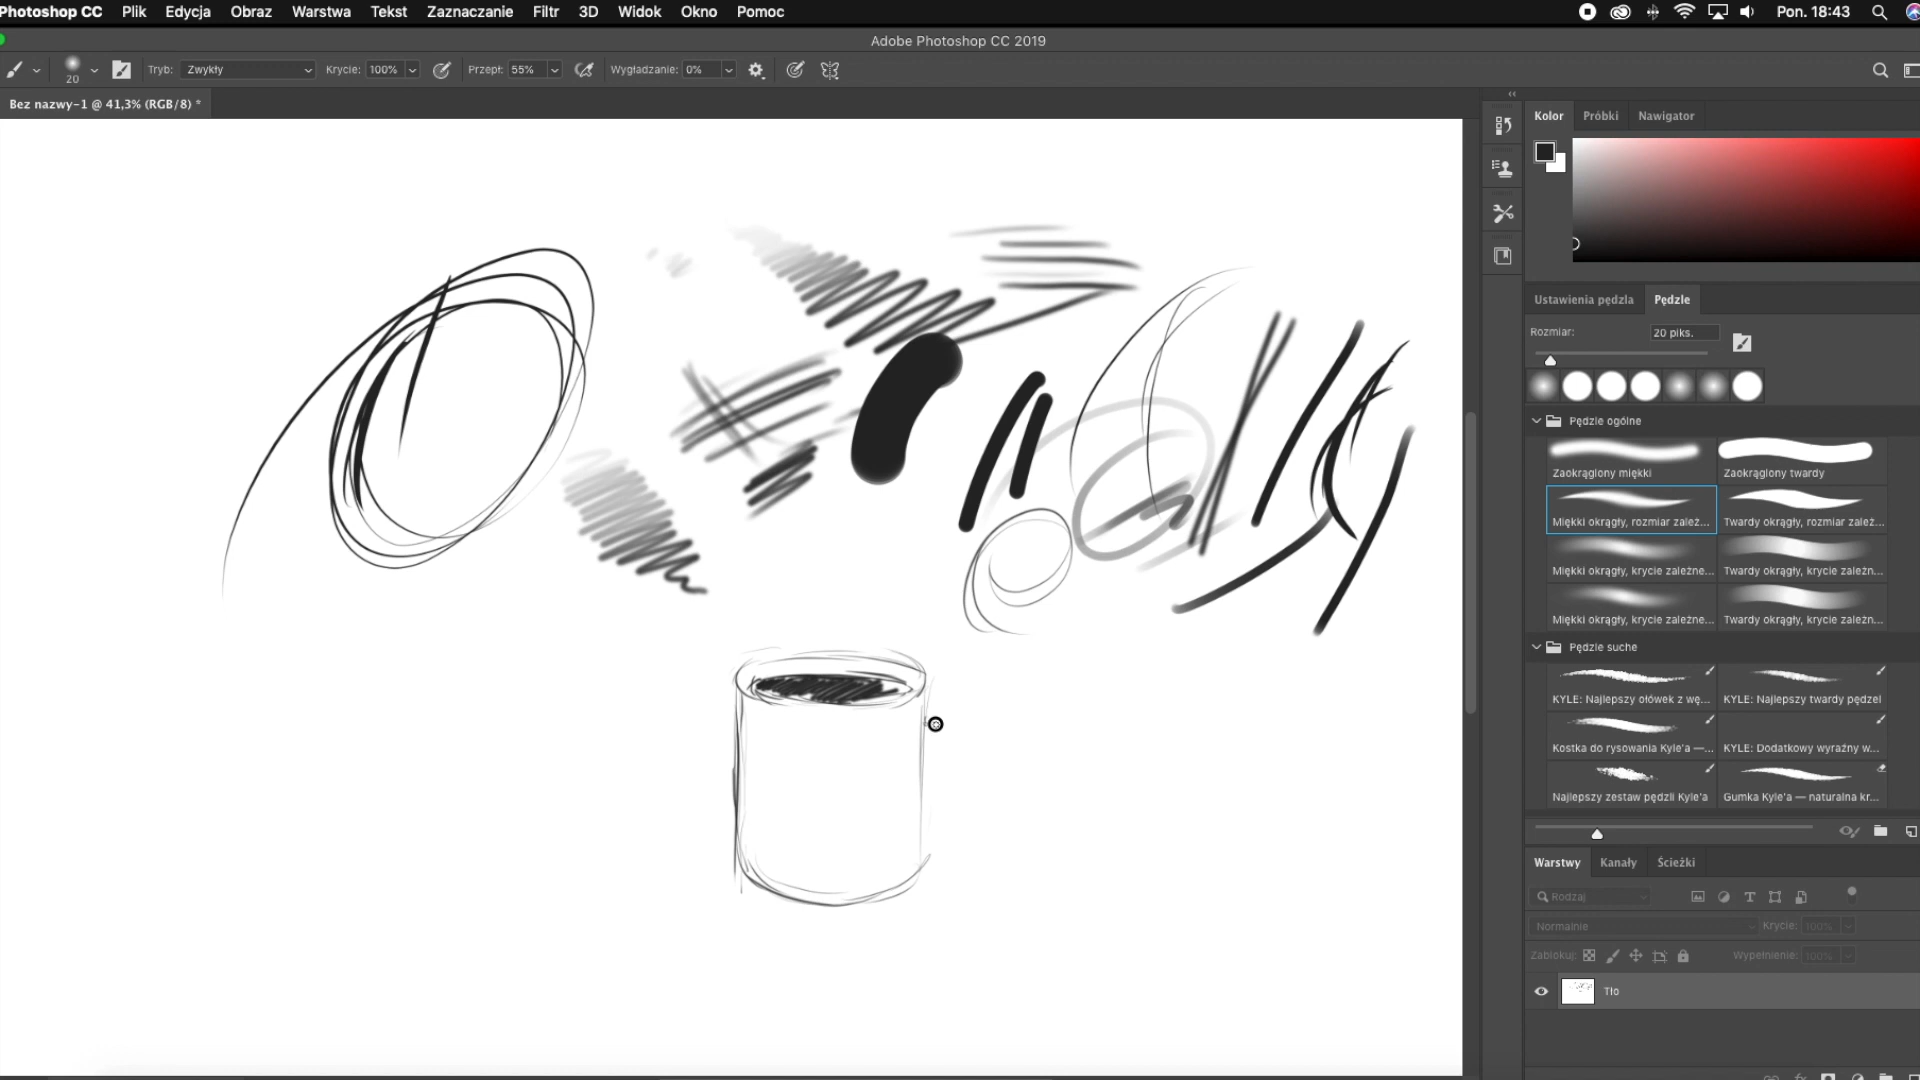 Photoshop CC Plik Edycja Obraz Warstwa Tekst Zaznaczanie Filtr 3D Widok Okno Pomoc Pon. 18:43
Adobe Photoshop CC 2019
20 Tryb: Zwykły Krycie: 100% Przepł: 55% Wygładzanie: 0%
Bez nazwy-1 @ 41,3% (RGB/8) *
Kolor Próbki Nawigator
Ustawienia pędzla Pędzle
Rozmiar: 20 piks.
Pędzle ogólne
Zaokrąglony miękki Zaokrąglony twardy
Miękki okrągły, rozmiar zależ... Twardy okrągły, rozmiar zależ...
Miękki okrągły, krycie zależne... Twardy okrągły, krycie zależn...
Miękki okrągły, krycie zależne... Twardy okrągły, krycie zależn...
Pędzle suche
KYLE: Najlepszy ołówek z wę... KYLE: Najlepszy twardy pędzel
Kostka do rysowania Kyle'a —... KYLE: Dodatkowy wyraźny w...
Najlepszy zestaw pędzli Kyle'a Gumka Kyle'a — naturalna kr...
Warstwy Kanały Ścieżki
Rodzaj
Normalnie Krycie: 100%
Zablokuj: Wypełnienie: 100%
Tło